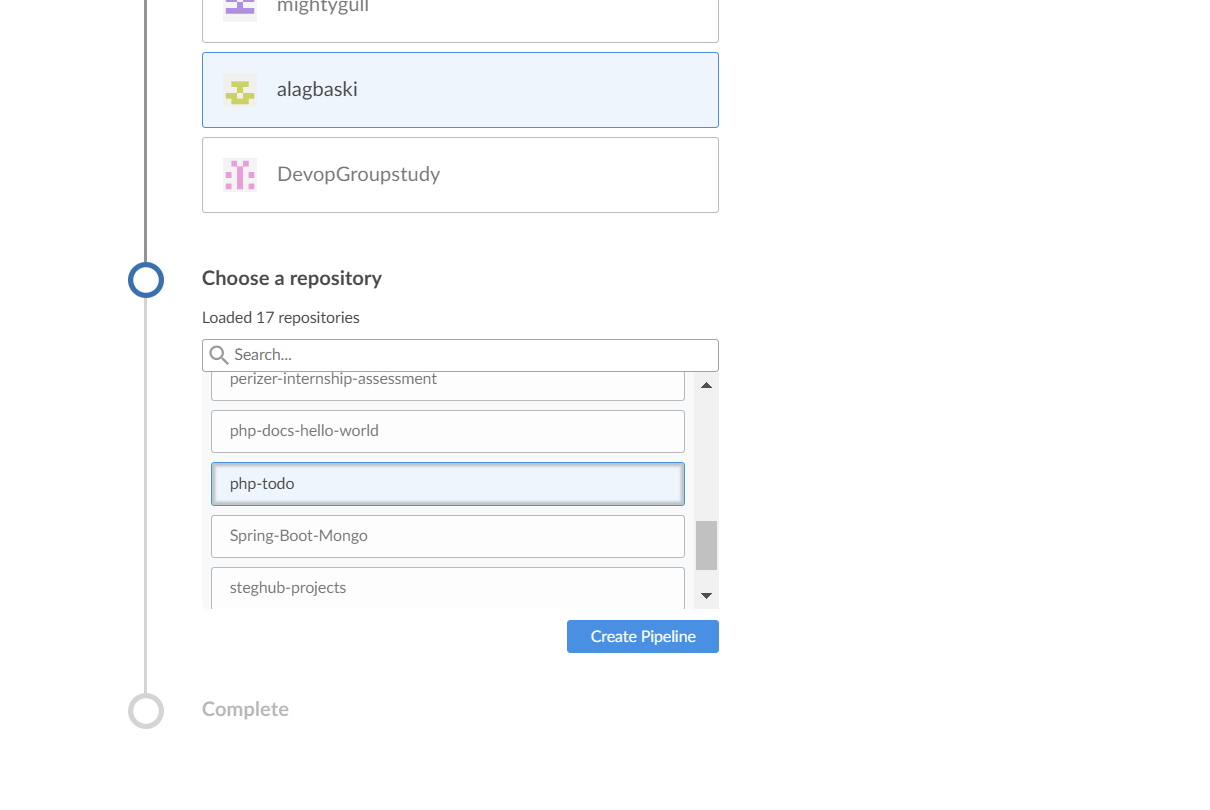 mightygull
alagbaski
DevopGroupstudy
Choose a repository
Loaded 17 repositories
Search...
perizer-internship-assessment
php-docs-hello-world
php-todo
Spring-Boot-Mongo
steghub-projects
Create Pipeline
Complete